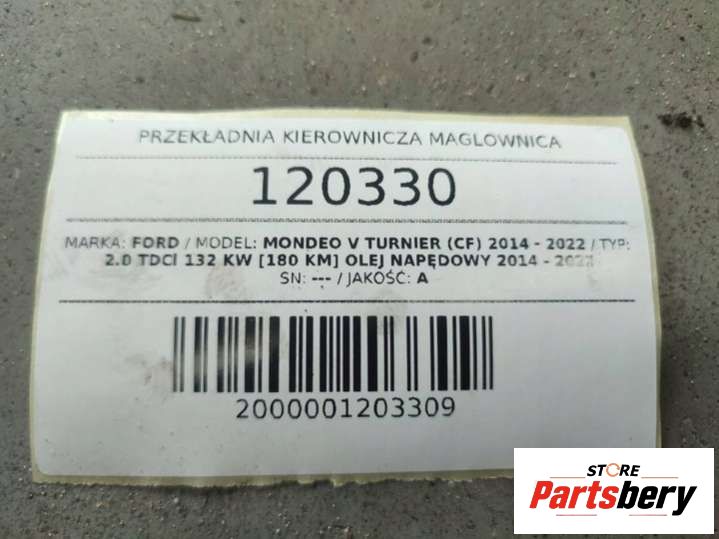 PRZEKŁADNIA KIEROWNICZA MAGLOWNICA
120330
MARKA: FORD / MODEL: MONDEO V TURNIER (CF) 2014 - 2022 / TYP:
2.0 TDCI 132 KW [180 KM] OLEJ NAPĘDOWY 2014 - 2022
SN: --- / JAKOŚĆ: A
2000001203309
STORE
Partsbery